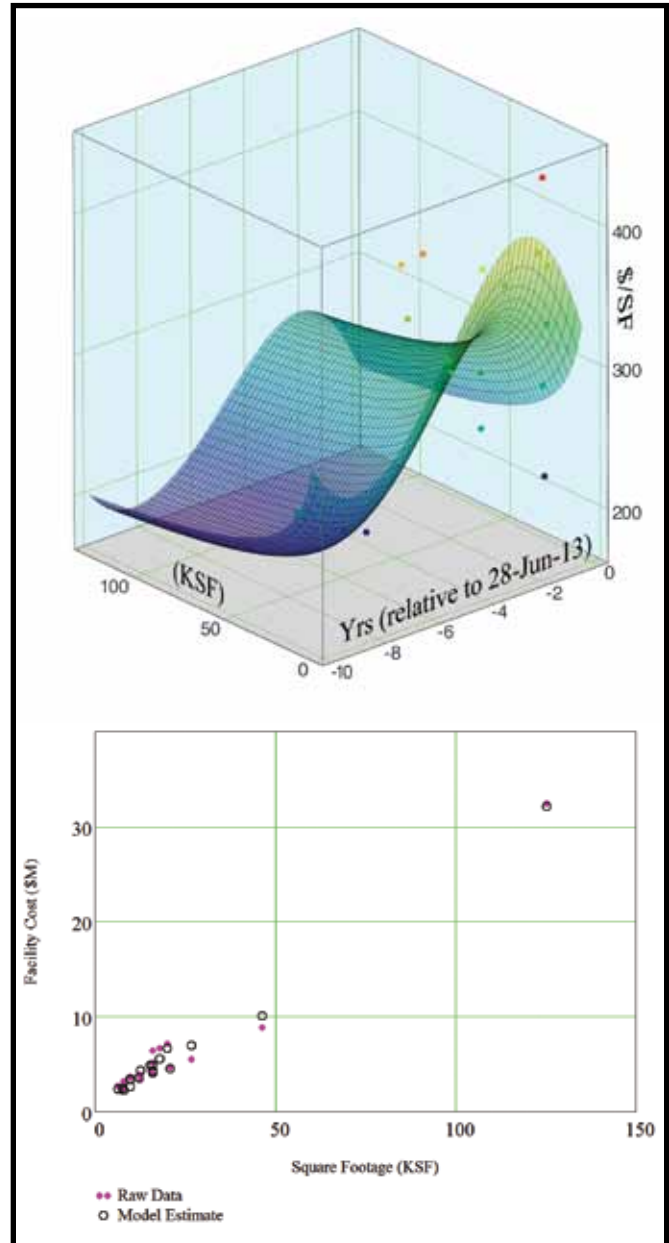 400
$/SF
300
200
100
(KSF)
50
0
-10
-8
-6
-4
-2
0
Yrs (relative to 28-Jun-13)
Facility Cost ($M)
30
20
10
0
0
50
100
150
Square Footage (KSF)
Raw Data
Model Estimate